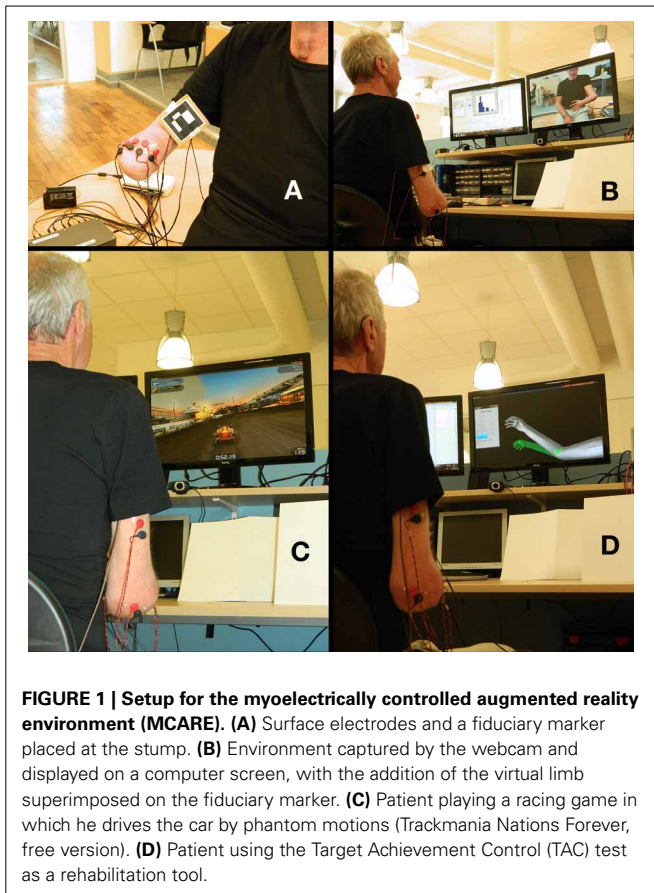 A
B
C
0:52.19
D
FIGURE 1 | Setup for the myoelectrically controlled augmented reality
environment (MCARE). (A) Surface electrodes and a fiduciary marker
placed at the stump. (B) Environment captured by the webcam and
displayed on a computer screen, with the addition of the virtual limb
superimposed on the fiduciary marker. (C) Patient playing a racing game in
which he drives the car by phantom motions (Trackmania Nations Forever,
free version). (D) Patient using the Target Achievement Control (TAC) test
as a rehabilitation tool.